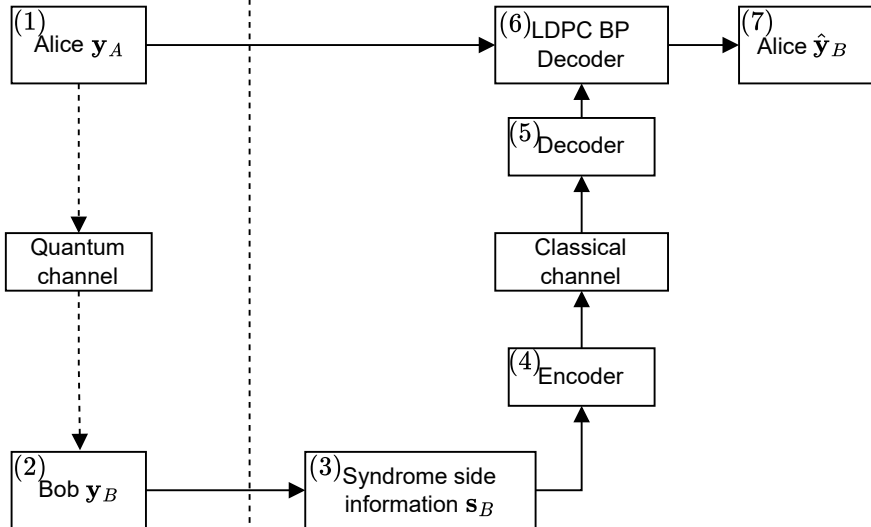 (1)
Alice y_A
(6)
LDPC BP
Decoder
(7)
Alice ŷ_B
(5)
Decoder
Quantum
channel
Classical
channel
(4)
Encoder
(2)
Bob y_B
(3)
Syndrome side
information s_B